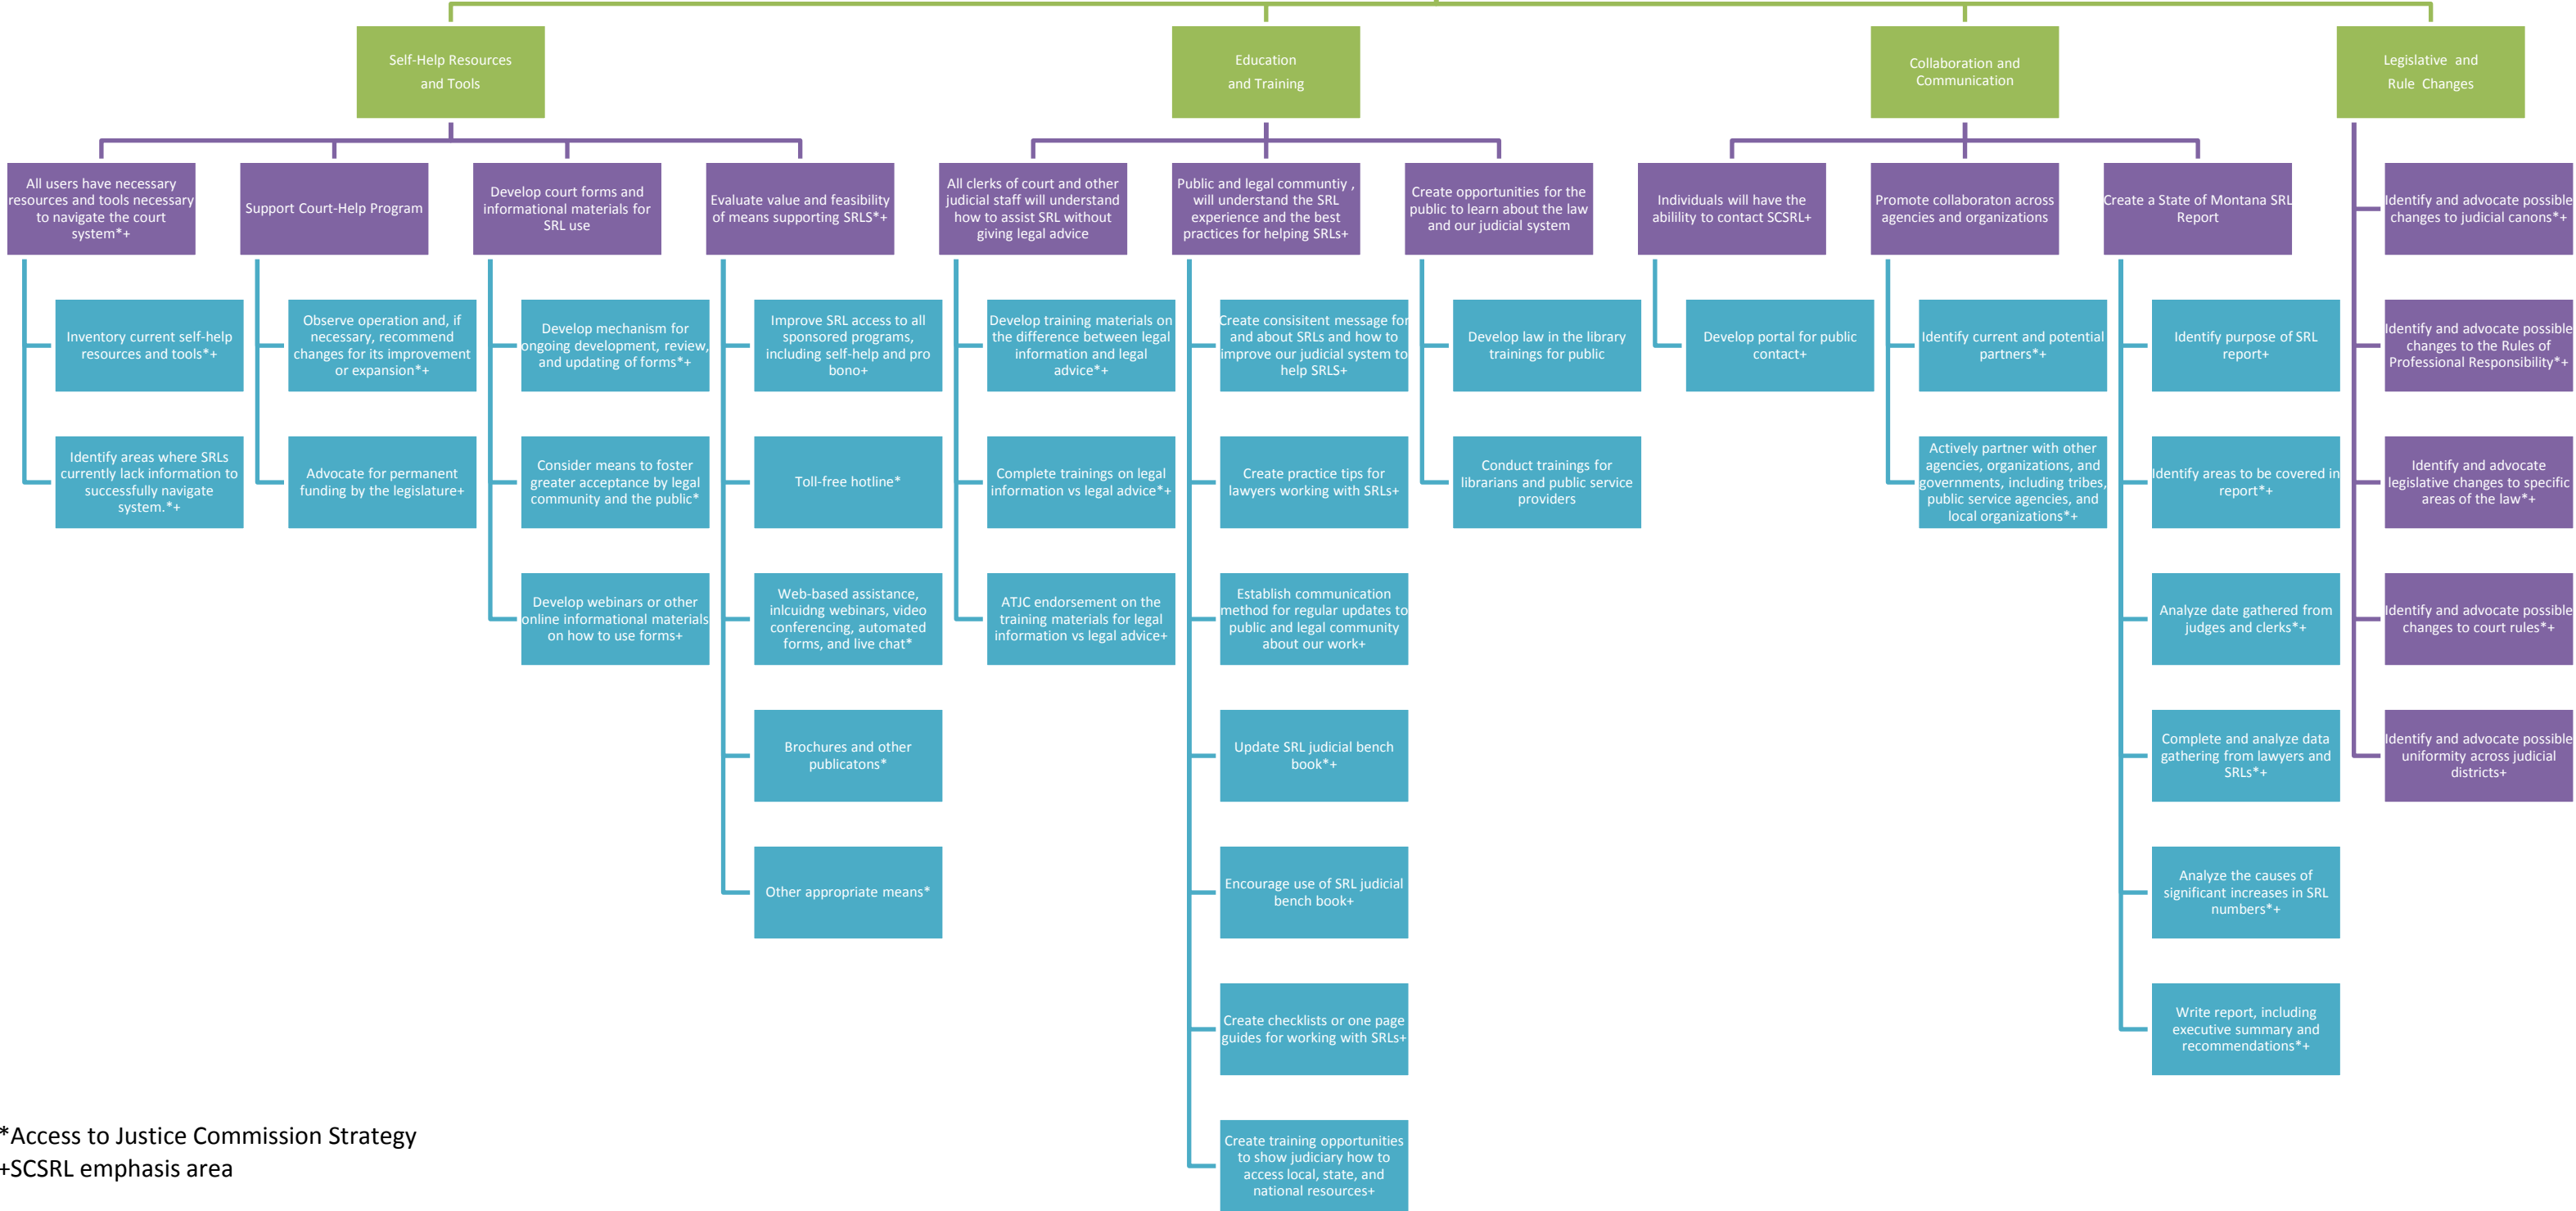 Self-Help Resources
and Tools
All users have necessary
resources and tools necessary
to navigate the court
system*+
Inventory current self-help
resources and tools*+
Identify areas where SRLs
currently lack information to
successfully navigate
system.*+
Support Court-Help Program
Observe operation and, if
necessary, recommend
changes for its improvement
or expansion*+
Advocate for permanent
funding by the legislature+
Develop court forms and
informational materials for
SRL use
Develop mechanism for
ongoing development, review,
and updating of forms*+
Consider means to foster
greater acceptance by legal
community and the public*
Develop webinars or other
online informational materials
on how to use forms+
Evaluate value and feasibility
of means supporting SRLS*+
Improve SRL access to all
sponsored programs,
including self-help and pro
bono+
Toll-free hotline*
Web-based assistance,
inlcuidng webinars, video
conferencing, automated
forms, and live chat*
Brochures and other
publicatons*
Other appropriate means*
Education
and Training
All clerks of court and other
judicial staff will understand
how to assist SRL without
giving legal advice
Develop training materials on
the difference between legal
information and legal
advice*+
Complete trainings on legal
information vs legal advice*+
ATJC endorsement on the
training materials for legal
information vs legal advice+
Public and legal communtiy ,
will understand the SRL
experience and the best
practices for helping SRLs+
Create consisitent message for
and about SRLs and how to
improve our judicial system to
help SRLS+
Create practice tips for
lawyers working with SRLs+
Establish communication
method for regular updates to
public and legal community
about our work+
Update SRL judicial bench
book*+
Encourage use of SRL judicial
bench book+
Create checklists or one page
guides for working with SRLs+
Create training opportunities
to show judiciary how to
access local, state, and
national resources+
Create opportunities for the
public to learn about the law
and our judicial system
Develop law in the library
trainings for public
Conduct trainings for
librarians and public service
providers
Collaboration and
Communication
Individuals will have the
abilility to contact SCSRL+
Develop portal for public
contact+
Promote collaboraton across
agencies and organizations
Identify current and potential
partners*+
Actively partner with other
agencies, organizations, and
governments, including tribes,
public service agencies, and
local organizations*+
Create a State of Montana SRL
Report
Identify purpose of SRL
report+
Identify areas to be covered in
report*+
Analyze date gathered from
judges and clerks*+
Complete and analyze data
gathering from lawyers and
SRLs*+
Analyze the causes of
significant increases in SRL
numbers*+
Write report, including
executive summary and
recommendations*+
Legislative and
Rule Changes
Identify and advocate possible
changes to judicial canons*+
Identify and advocate possible
changes to the Rules of
Professional Responsibility*+
Identify and advocate
legislative changes to specific
areas of the law*+
Identify and advocate possible
changes to court rules*+
Identify and advocate possible
uniformity across judicial
districts+
*Access to Justice Commission Strategy
+SCSRL emphasis area